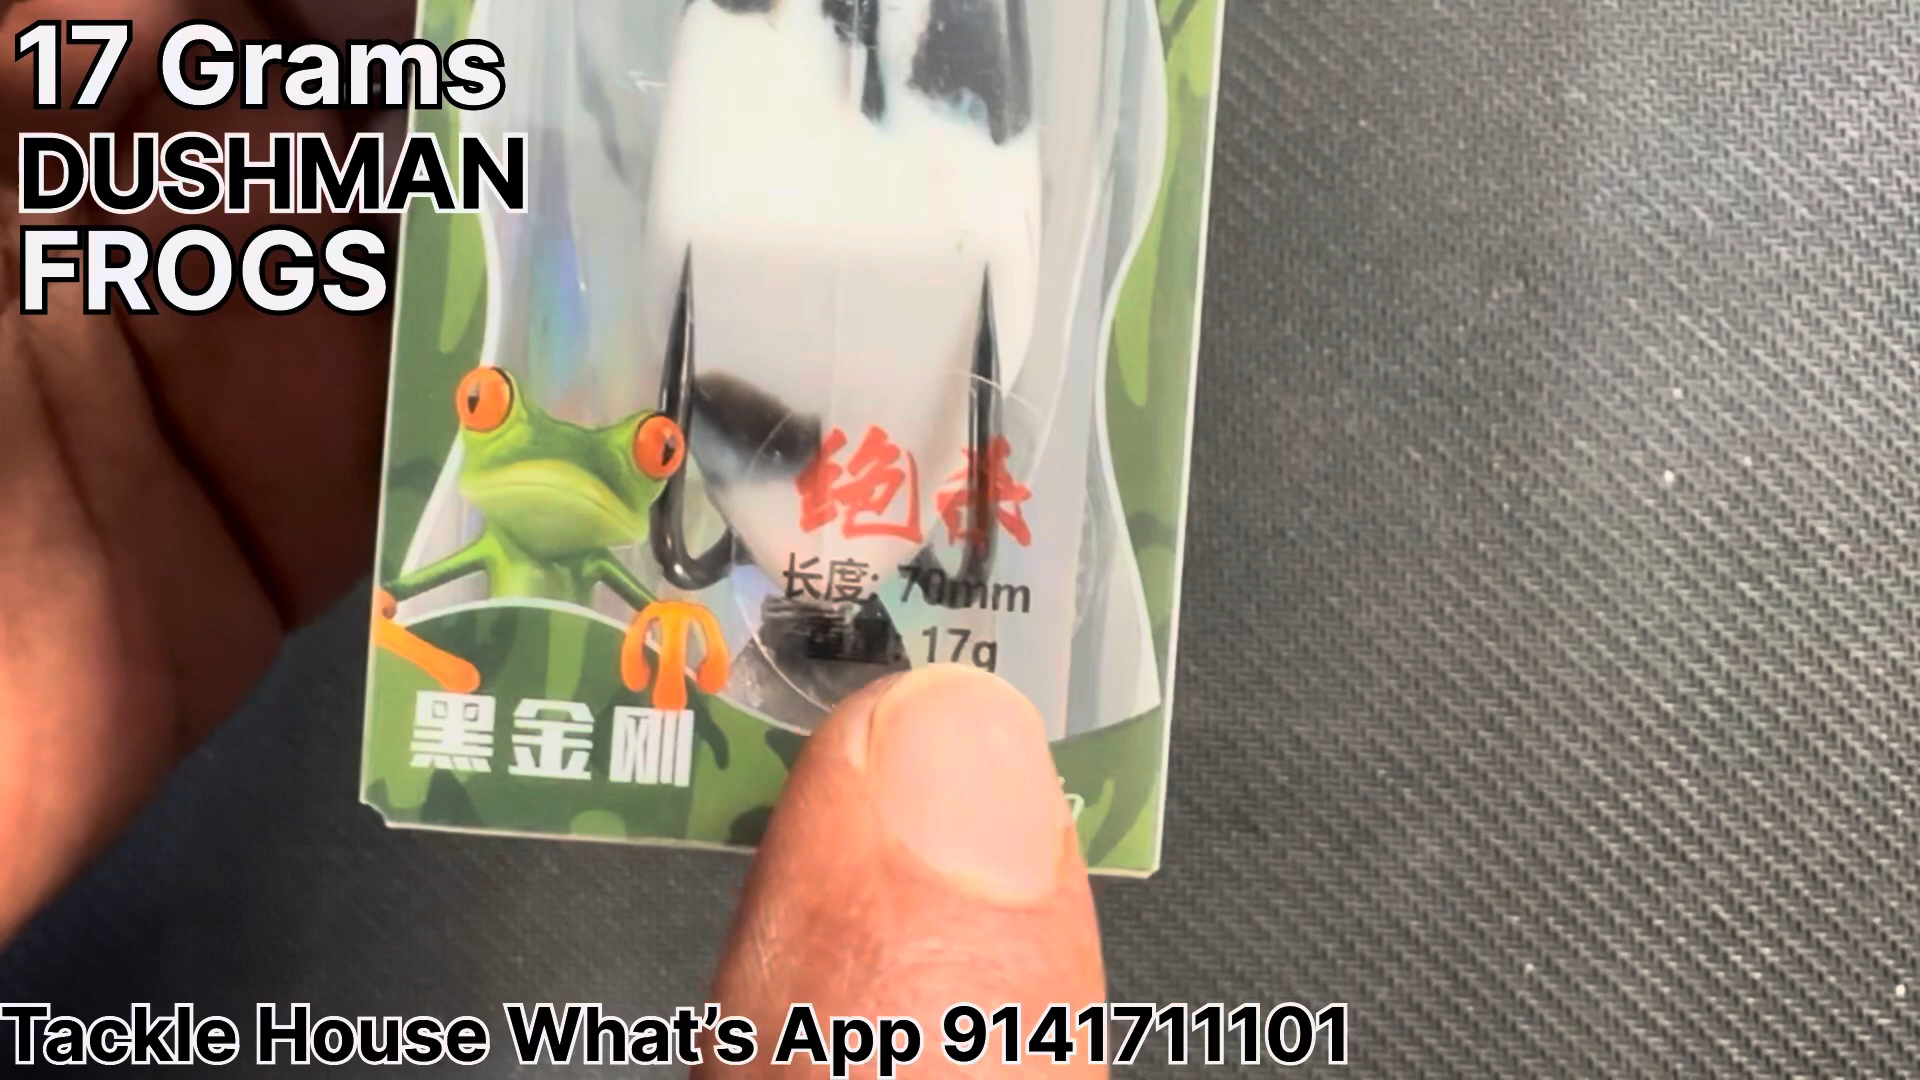 17 Grams
DUSHMAN
FROGS
绝杀
长度: 70mm
: 17g
黑金刚
Tackle House What's App 9141711101